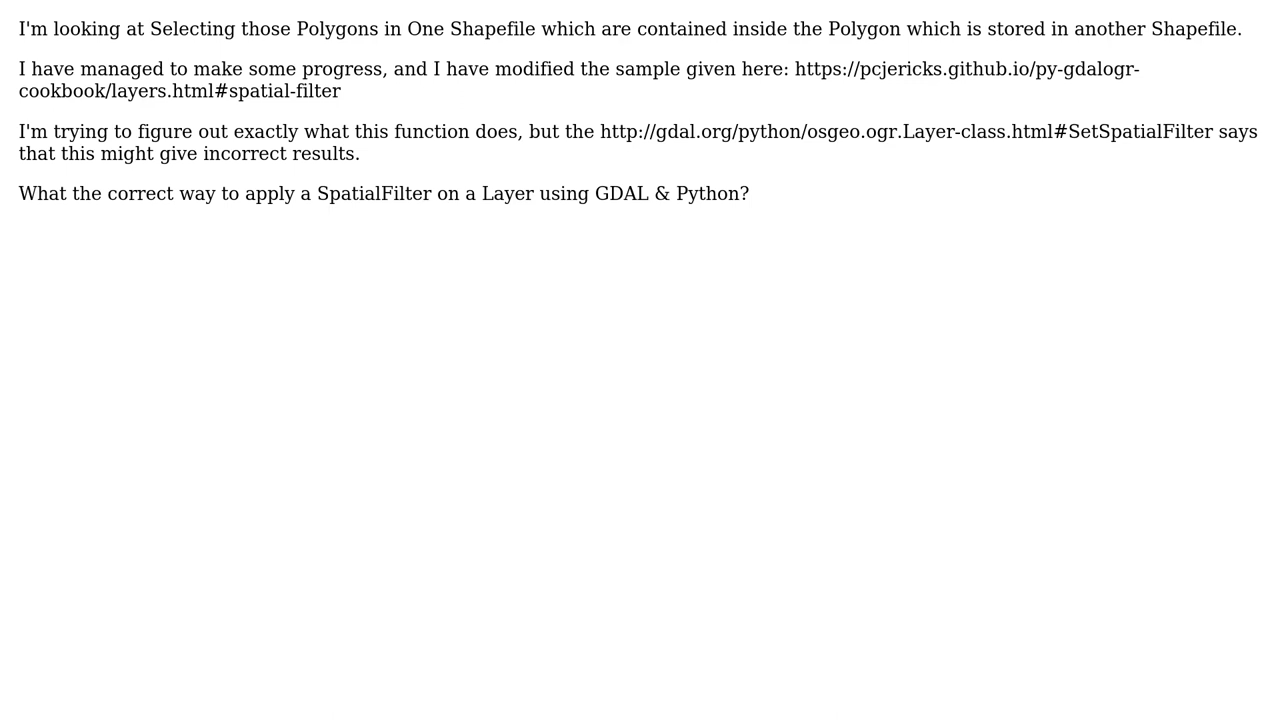 I'm looking at Selecting those Polygons in One Shapefile which are contained inside the Polygon which is stored in another Shapefile.
I have managed to make some progress, and I have modified the sample given here: https://pcjericks.github.io/py-gdalogr-
cookbook/layers.html#spatial-filter
I'm trying to figure out exactly what this function does, but the http://gdal.org/python/osgeo.ogr.Layer-class.html#SetSpatialFilter says
that this might give incorrect results.
What the correct way to apply a SpatialFilter on a Layer using GDAL & Python?